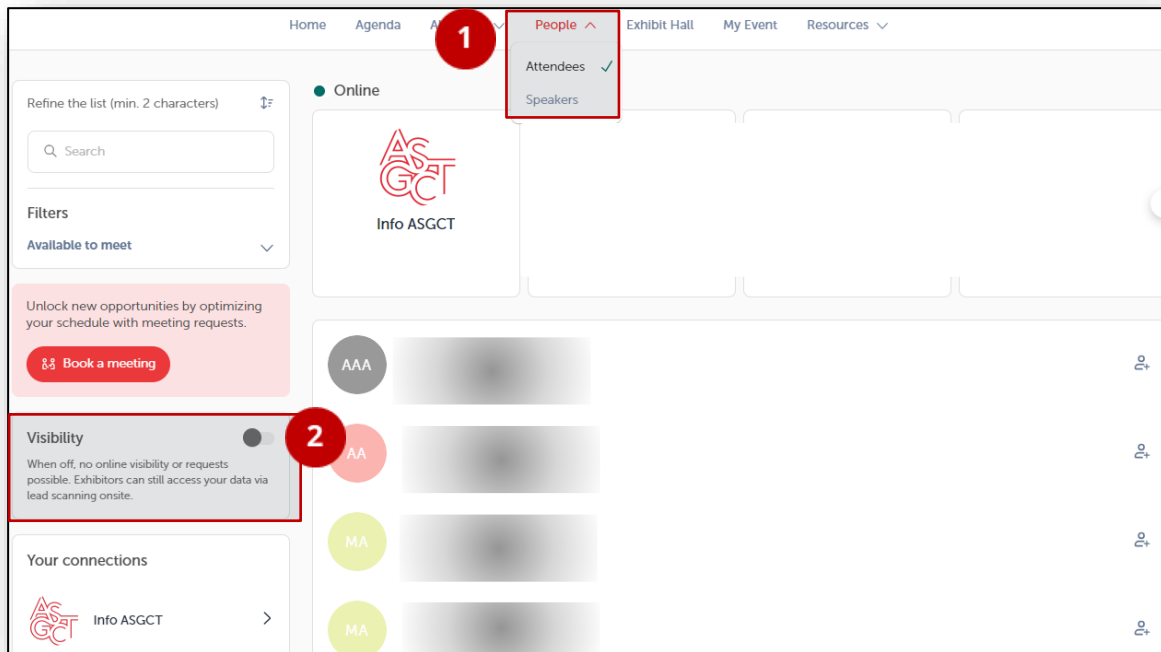 Home Agenda A People Exhibit Hall My Event Resources
1
Attendees
Speakers
Refine the list (min. 2 characters)
Search
Filters
Available to meet
Online
ASGCT
Info ASGCT
Unlock new opportunities by optimizing
your schedule with meeting requests.
Book a meeting
Visibility
When off, no online visibility or requests
possible. Exhibitors can still access your data via
lead scanning onsite.
2
AAA
AA
MA
MA
Your connections
ASGCT
Info ASGCT